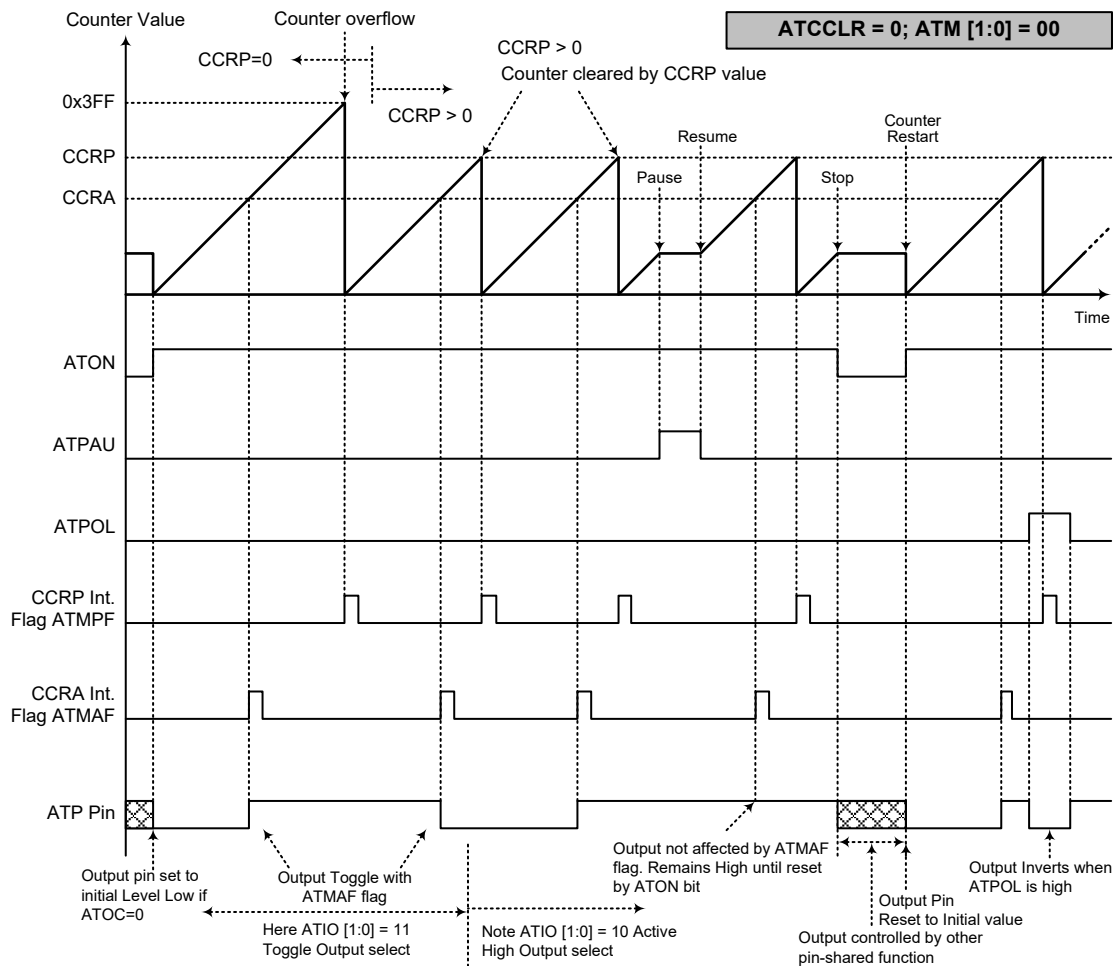 Counter Value
Counter overflow
ATCCLR = 0; ATM [1:0] = 00
CCRP=0
CCRP > 0
CCRP > 0
Counter cleared by CCRP value
0x3FF
CCRP
CCRA
Pause
Resume
Stop
Counter
Restart
Time
ATON
ATPAU
ATPOL
CCRP Int.
Flag ATMPF
CCRA Int.
Flag ATMAF
ATP Pin
Output pin set to
initial Level Low if
ATOC=0
Output Toggle with
ATMAF flag
Here ATIO [1:0] = 11
Toggle Output select
Note ATIO [1:0] = 10 Active
High Output select
Output not affected by ATMAF
flag. Remains High until reset
by ATON bit
Output Pin
Reset to Initial value
Output controlled by other
pin-shared function
Output Inverts when
ATPOL is high